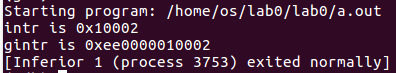 Starting program: /home/os/lab0/lab0/a.out
intr is 0x10002
gintr is 0xee0000010002
[Inferior 1 (process 3753) exited normally]